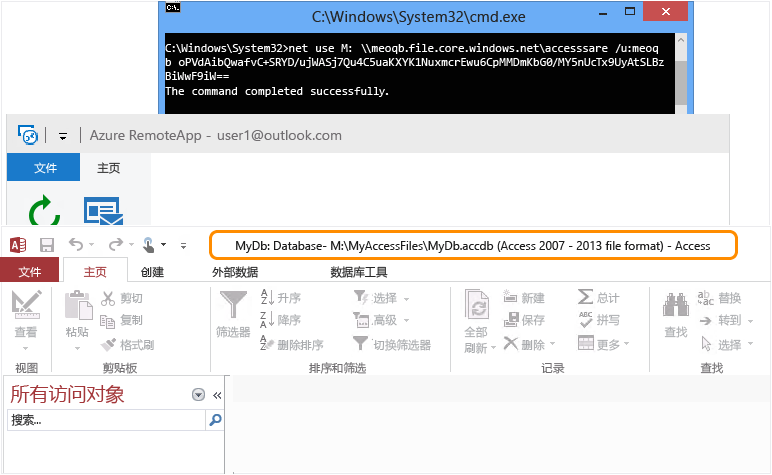 C:\Windows\System32\cmd.exe
C:\Windows\System32>net use M: \\meoqb.file.core.windows.net\accesssare /u:meoq
b oPVdAibQwafvC+SRYD/ujWASj7Qu4C5uaKXYK1NuxmcrEwu6CpMMDmKbG0/MY5nUcTx9UyAtSLBz
BiWwF9iW==
The command completed successfully.
Azure RemoteApp - user1@outlook.com
文件 主页
MyDb: Database- M:\MyAccessFiles\MyDb.accdb (Access 2007 - 2013 file format) - Access
文件 主页 创建 外部数据 数据库工具
查看 粘贴 剪切 复制 格式刷 筛选器 升序 降序 删除排序 选择 高级 切换筛选器 全部刷新 新建 保存 删除 合计 拼写 更多 查找 替换 转到 选择
视图 剪贴板 排序和筛选 记录 查找
所有访问对象
搜索...